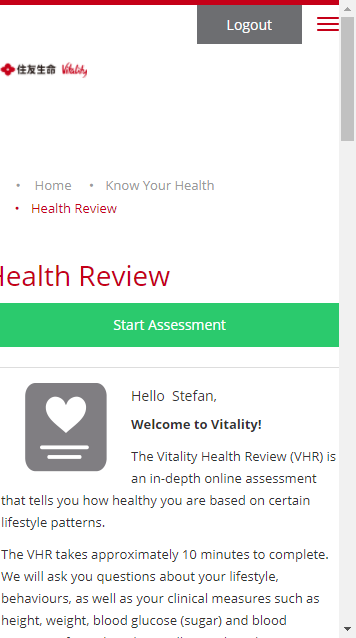 Logout
住友生命 Vitality
Home
Know Your Health
Health Review
Health Review
Start Assessment
Hello Stefan,
Welcome to Vitality!
The Vitality Health Review (VHR) is
an in-depth online assessment
that tells you how healthy you are based on certain
lifestyle patterns.
The VHR takes approximately 10 minutes to complete.
We will ask you questions about your lifestyle,
behaviours, as well as your clinical measures such as
height, weight, blood glucose (sugar) and blood